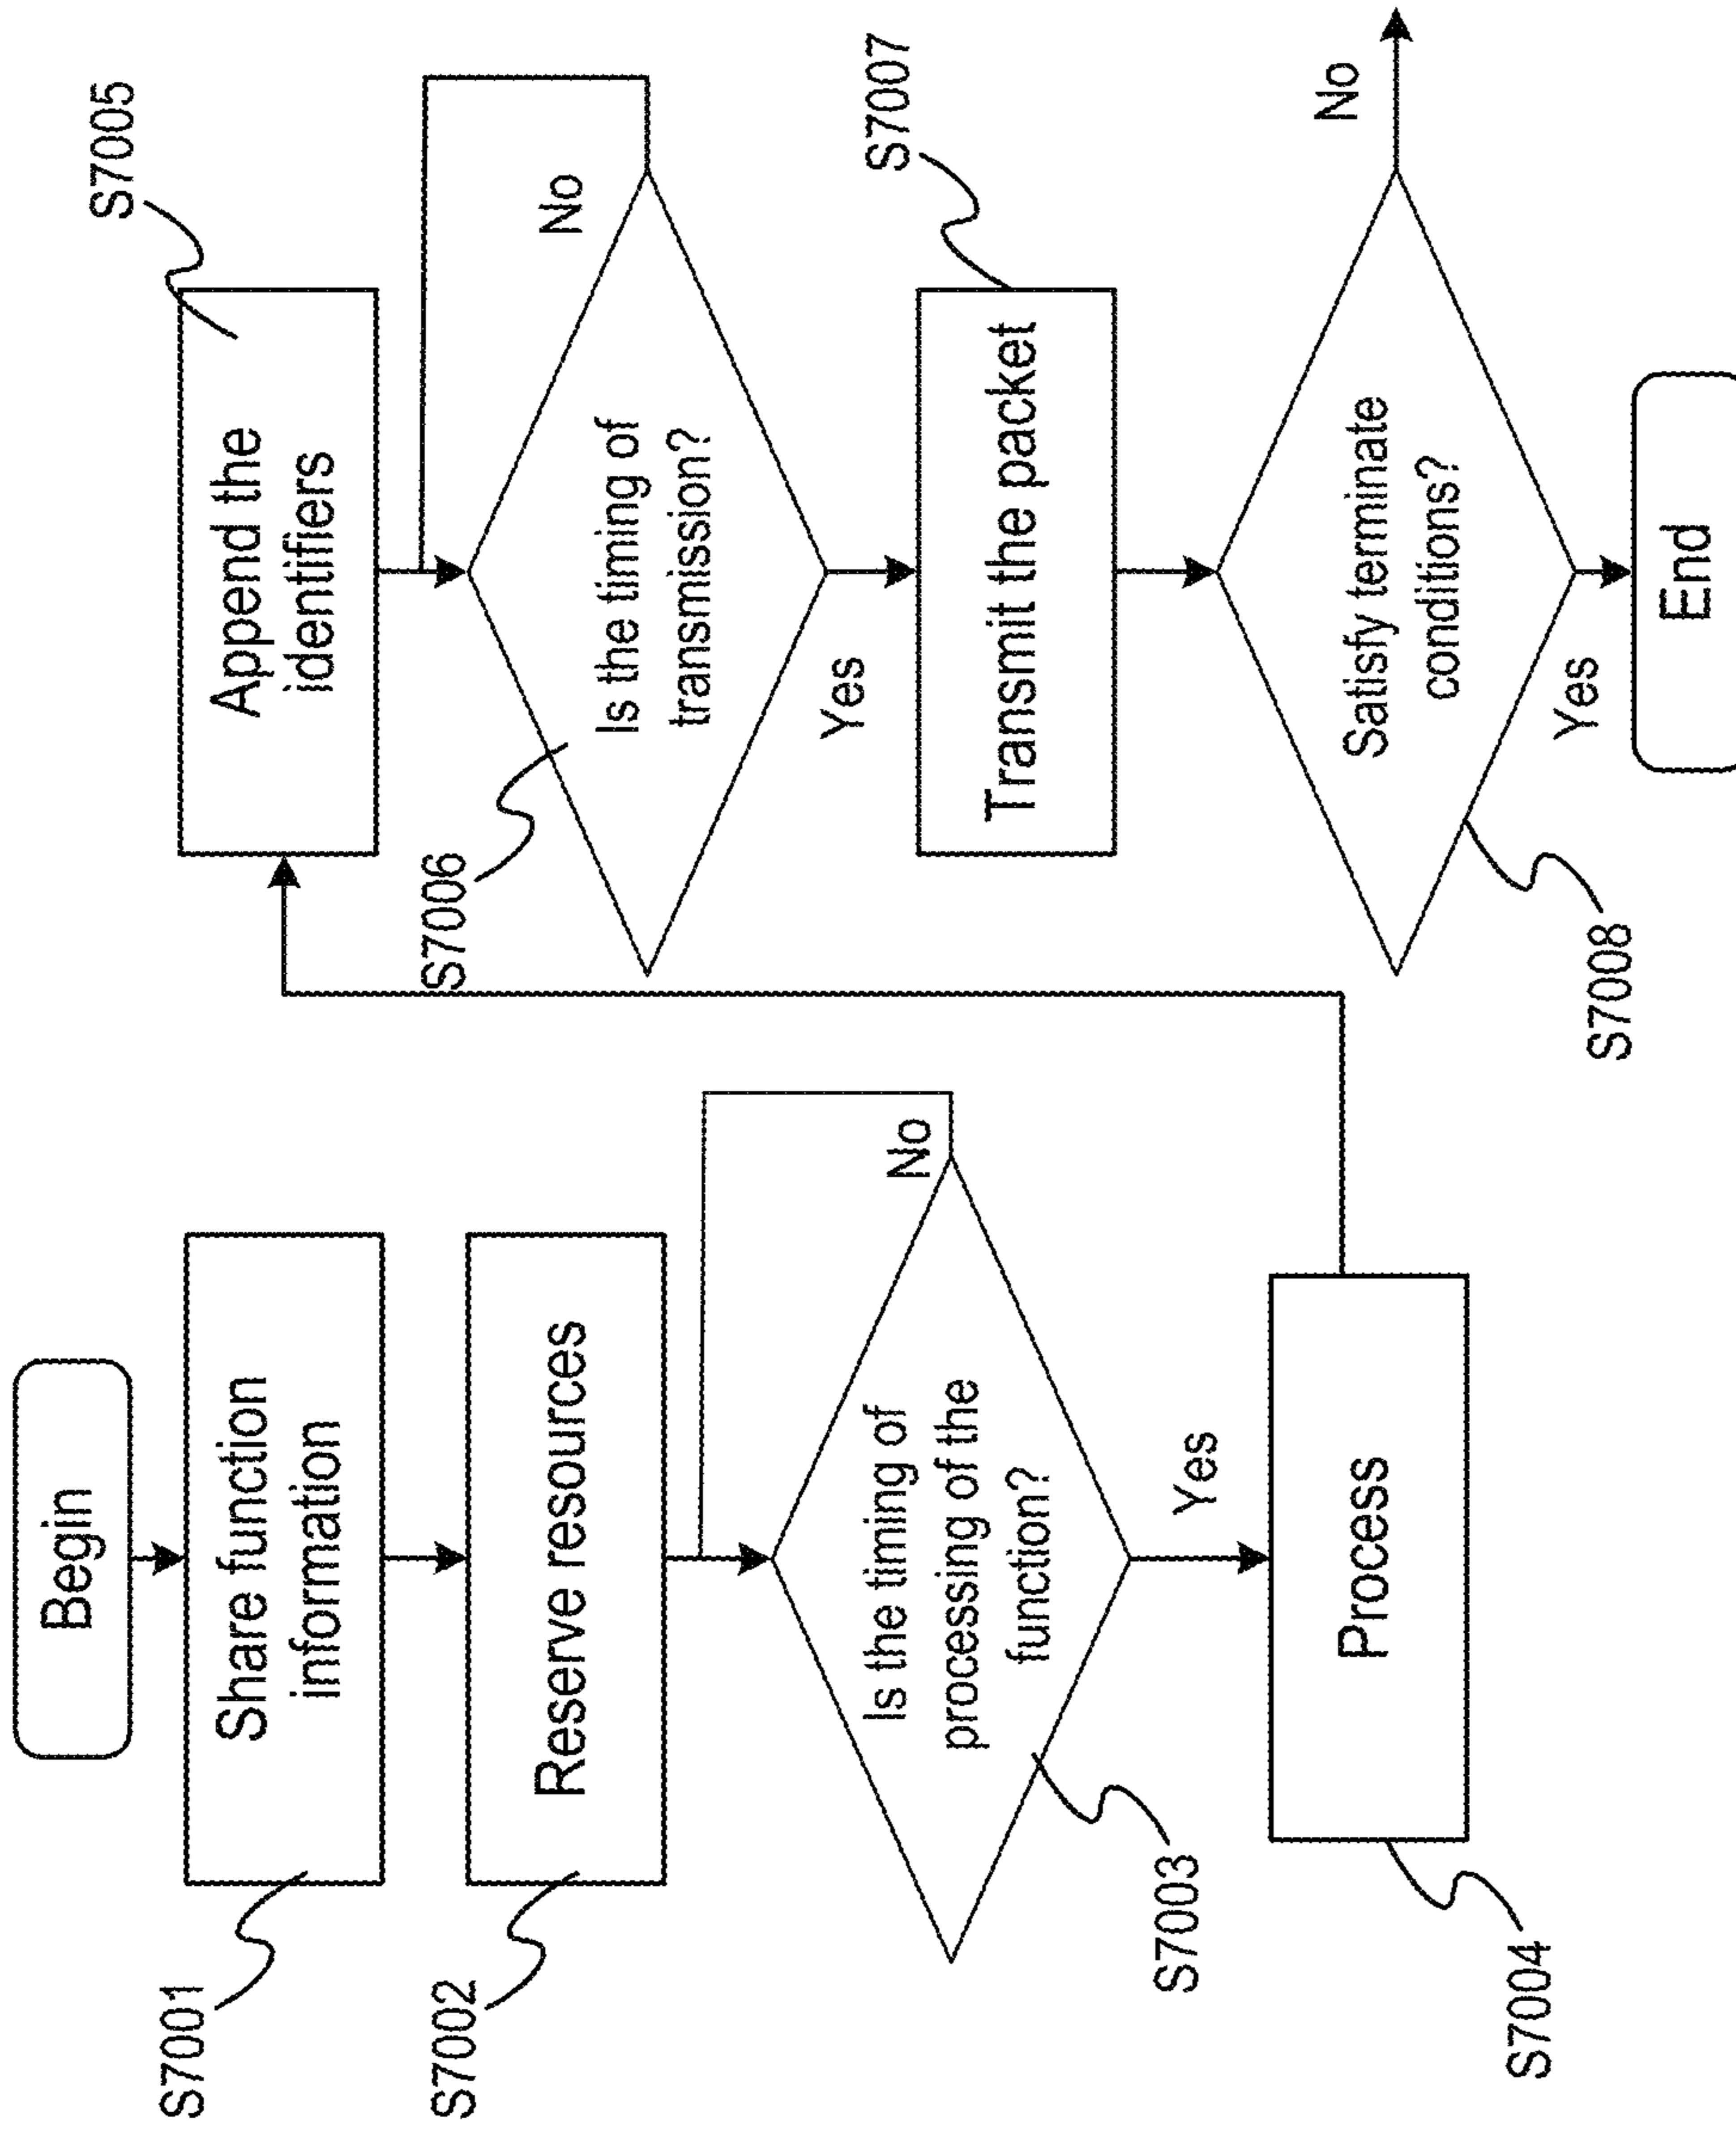 Begin
S7001
Share function
information
S7002
Reserve resources
S7003
Is the timing of
processing of the
function?
No
Yes
S7004
Process
S7005
Append the
identifiers
S7006
Is the timing of
transmission?
No
Yes
S7007
Transmit the packet
S7008
Satisfy terminate
conditions?
No
Yes
End